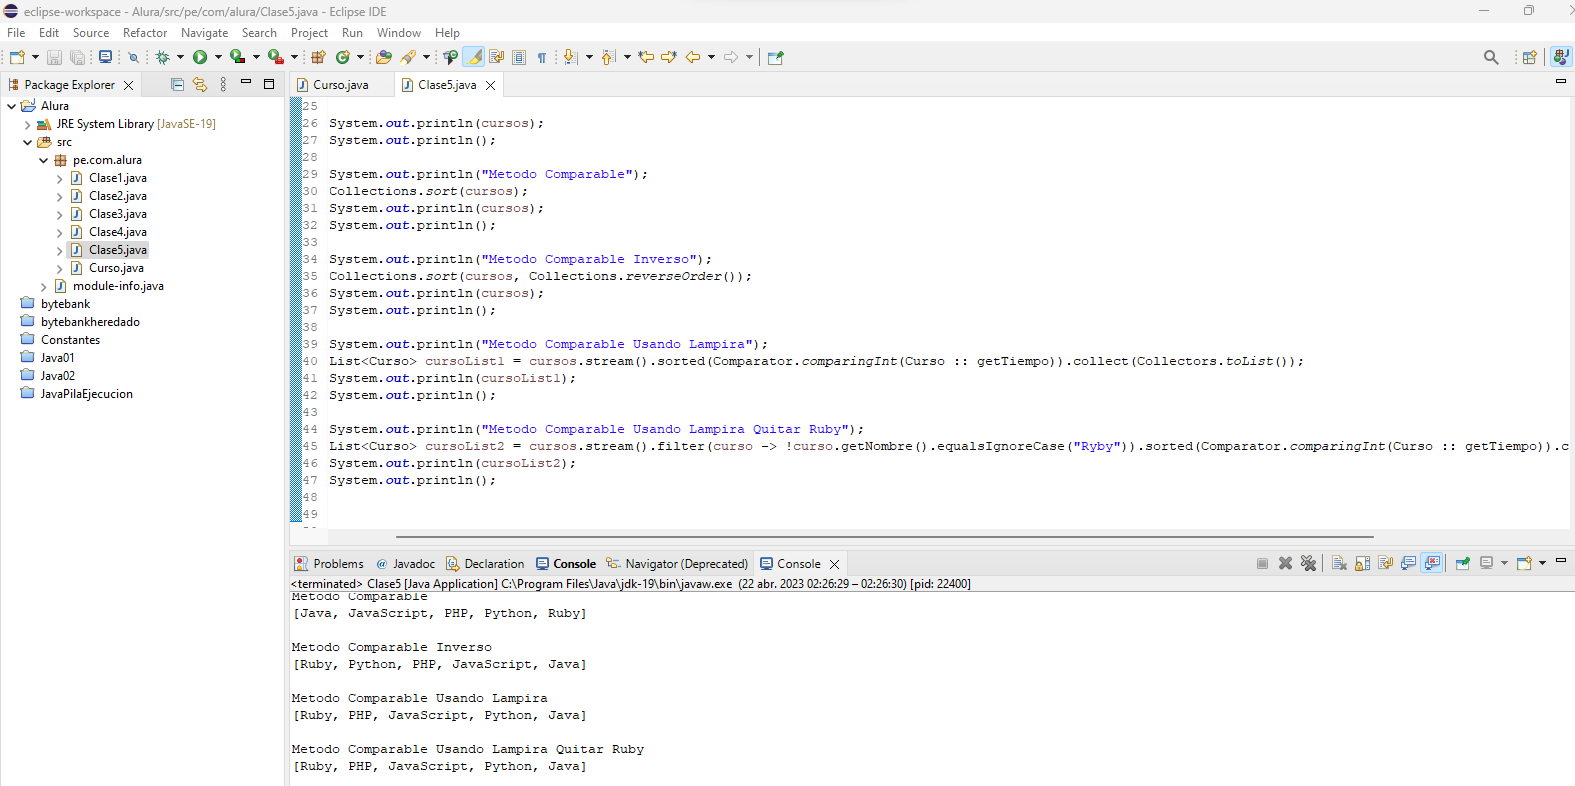 eclipse-workspace - Alura/src/pe/com/alura/Clase5.java - Eclipse IDE
File Edit Source Refactor Navigate Search Project Run Window Help
Package Explorer
Alura
JRE System Library [JavaSE-19]
src
pe.com.alura
Clase1.java
Clase2.java
Clase3.java
Clase4.java
Clase5.java
Curso.java
module-info.java
bytebank
bytebankheredado
Constantes
Java01
Java02
JavaPilaEjecucion
Curso.java Clase5.java
25
26 System.out.println(cursos);
27 System.out.println();
28
29 System.out.println("Metodo Comparable");
30 Collections.sort(cursos);
31 System.out.println(cursos);
32 System.out.println();
33
34 System.out.println("Metodo Comparable Inverso");
35 Collections.sort(cursos, Collections.reverseOrder());
36 System.out.println(cursos);
37 System.out.println();
38
39 System.out.println("Metodo Comparable Usando Lampira");
40 List<Curso> cursoList1 = cursos.stream().sorted(Comparator.comparingInt(Curso :: getTiempo)).collect(Collectors.toList());
41 System.out.println(cursoList1);
42 System.out.println();
43
44 System.out.println("Metodo Comparable Usando Lampira Quitar Ruby");
45 List<Curso> cursoList2 = cursos.stream().filter(curso -> !curso.getNombre().equalsIgnoreCase("Ryby")).sorted(Comparator.comparingInt(Curso :: getTiempo)).c
46 System.out.println(cursoList2);
47 System.out.println();
48
49
Problems @ Javadoc Declaration Console Navigator (Deprecated) Console
<terminated> Clase5 [Java Application] C:\Program Files\Java\jdk-19\bin\javaw.exe (22 abr. 2023 02:26:29 – 02:26:30) [pid: 22400]
Metodo Comparable
[Java, JavaScript, PHP, Python, Ruby]
Metodo Comparable Inverso
[Ruby, Python, PHP, JavaScript, Java]
Metodo Comparable Usando Lampira
[Ruby, PHP, JavaScript, Python, Java]
Metodo Comparable Usando Lampira Quitar Ruby
[Ruby, PHP, JavaScript, Python, Java]